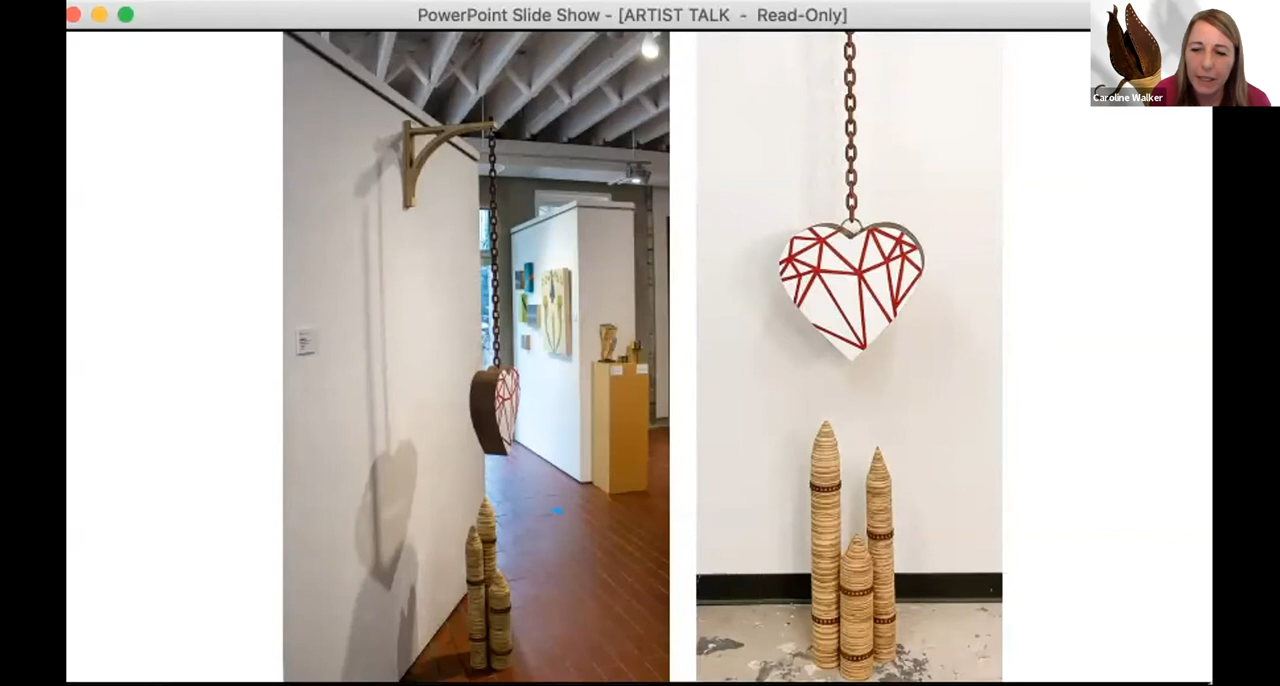 PowerPoint Slide Show - [ARTIST TALK - Read-Only]
Caroline Walker